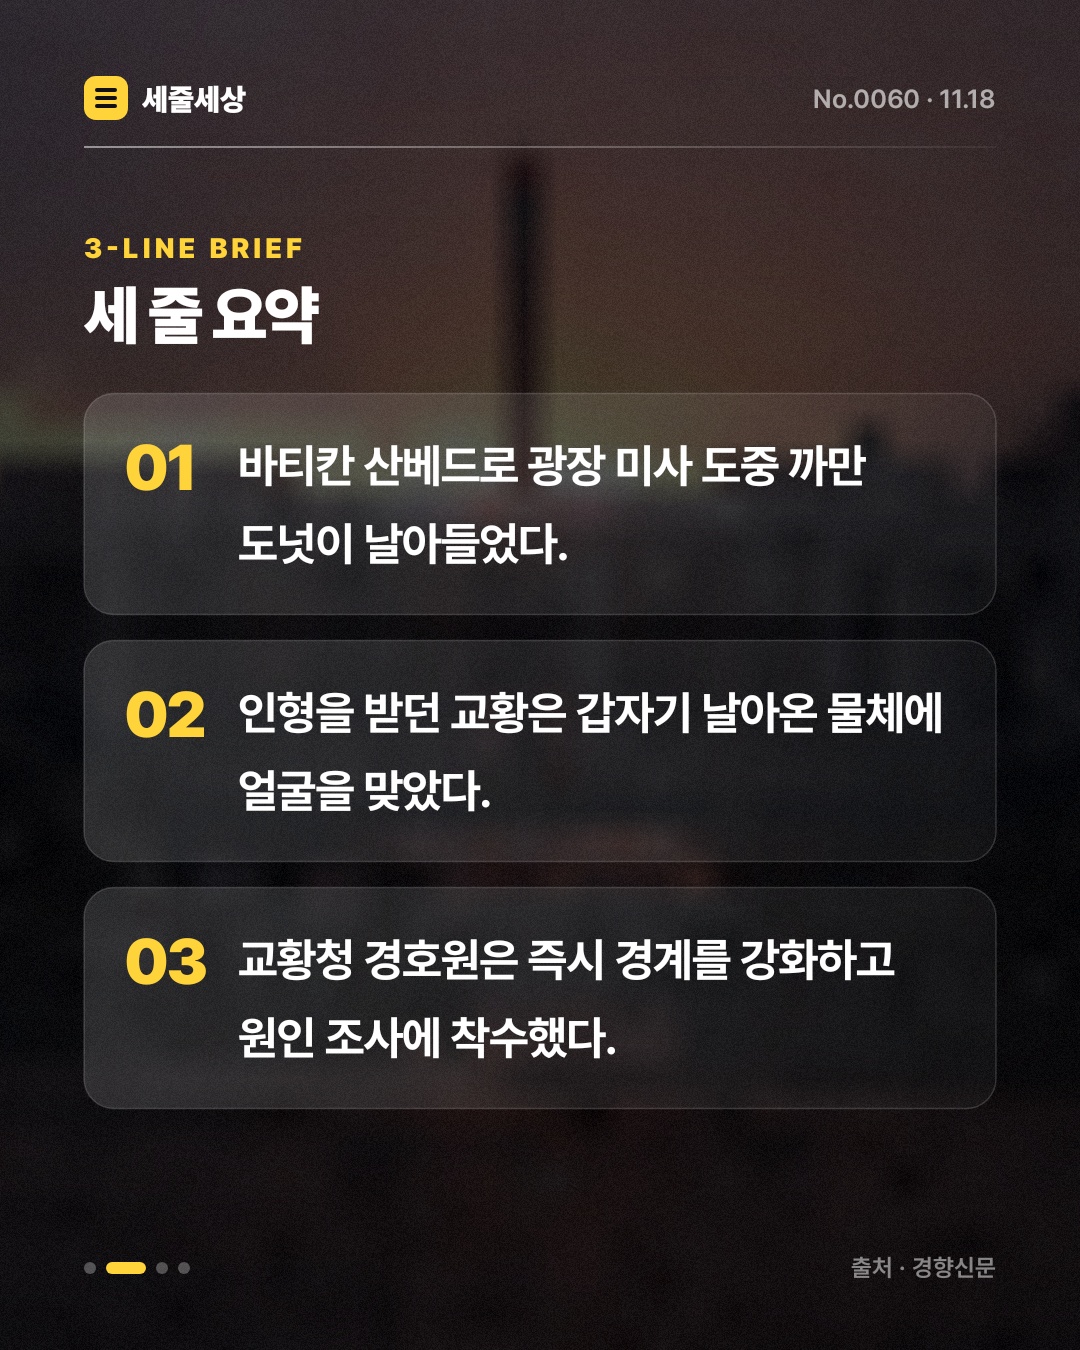 세줄세상
No.0060 · 11.18
3-LINE BRIEF
세 줄 요약
01 바티칸 산베드로 광장 미사 도중 까만
도넛이 날아들었다.
02 인형을 받던 교황은 갑자기 날아온 물체에
얼굴을 맞았다.
03 교황청 경호원은 즉시 경계를 강화하고
원인 조사에 착수했다.
출처 · 경향신문